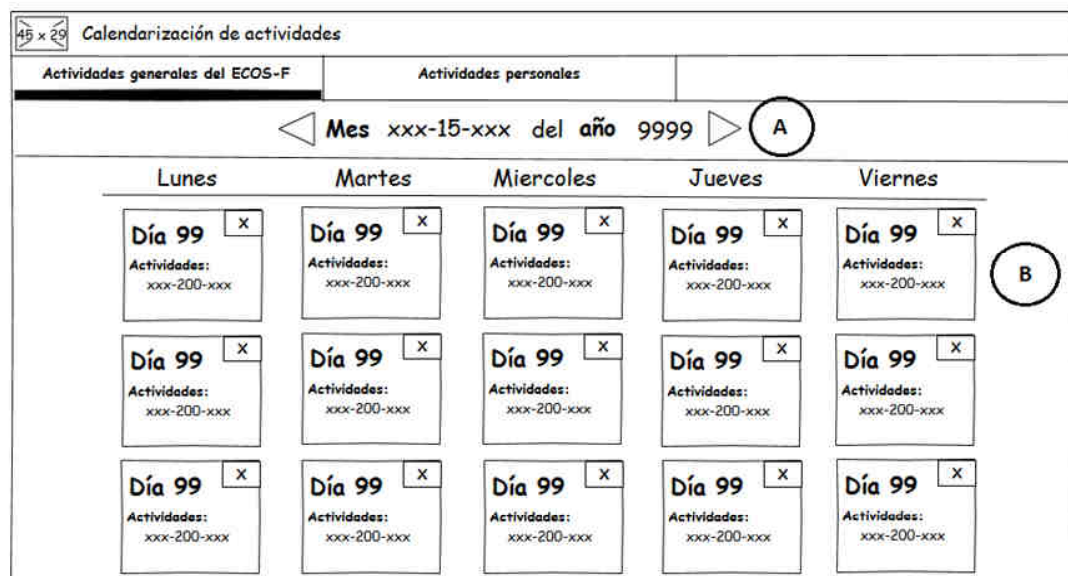 45 x 29 Calendarización de actividades
Actividades generales del ECOS-F Actividades personales
Mes xxx-15-xxx del año 9999 A
Lunes Martes Miercoles Jueves Viernes
Día 99 X Día 99 X Día 99 X Día 99 X Día 99 X
Actividades: Actividades: Actividades: Actividades: Actividades:
xxx-200-xxx xxx-200-xxx xxx-200-xxx xxx-200-xxx xxx-200-xxx
B
Día 99 X Día 99 X Día 99 X Día 99 X Día 99 X
Actividades: Actividades: Actividades: Actividades: Actividades:
xxx-200-xxx xxx-200-xxx xxx-200-xxx xxx-200-xxx xxx-200-xxx
Día 99 X Día 99 X Día 99 X Día 99 X Día 99 X
Actividades: Actividades: Actividades: Actividades: Actividades:
xxx-200-xxx xxx-200-xxx xxx-200-xxx xxx-200-xxx xxx-200-xxx